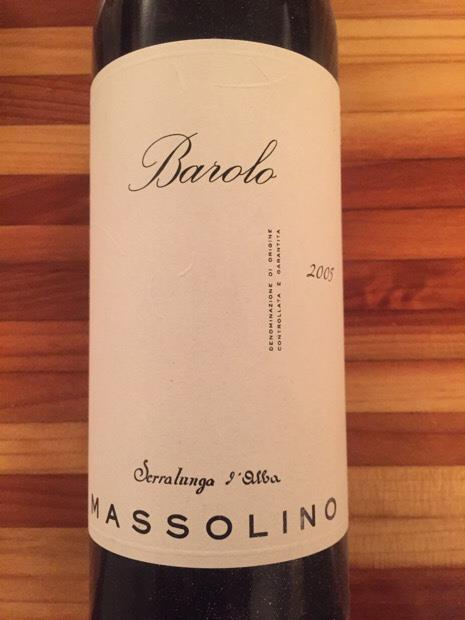 Barolo
DENOMINAZIONE DI ORIGINE
CONTROLLATA E GARANTITA
2005
Serralunga d'Alba
MASSOLINO